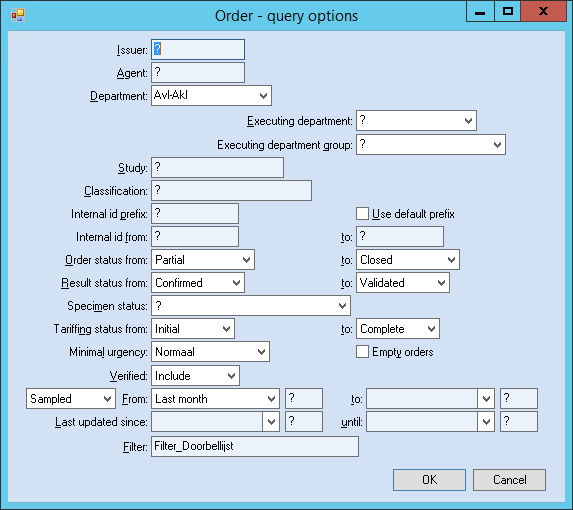 Order - query options
Issuer: ?
Agent: ?
Department: Avl-Akl
Executing department: ?
Executing department group: ?
Study: ?
Classification: ?
Internal id prefix: ? Use default prefix
Internal id from: ? to: ?
Order status from: Partial to: Closed
Result status from: Confirmed to: Validated
Specimen status: ?
Tariffing status from: Initial to: Complete
Minimal urgency: Normaal Empty orders
Verified: Include
Sampled From: Last month ? to: ?
Last updated since: ? until: ?
Filter: Filter_Doorbellijst
OK Cancel